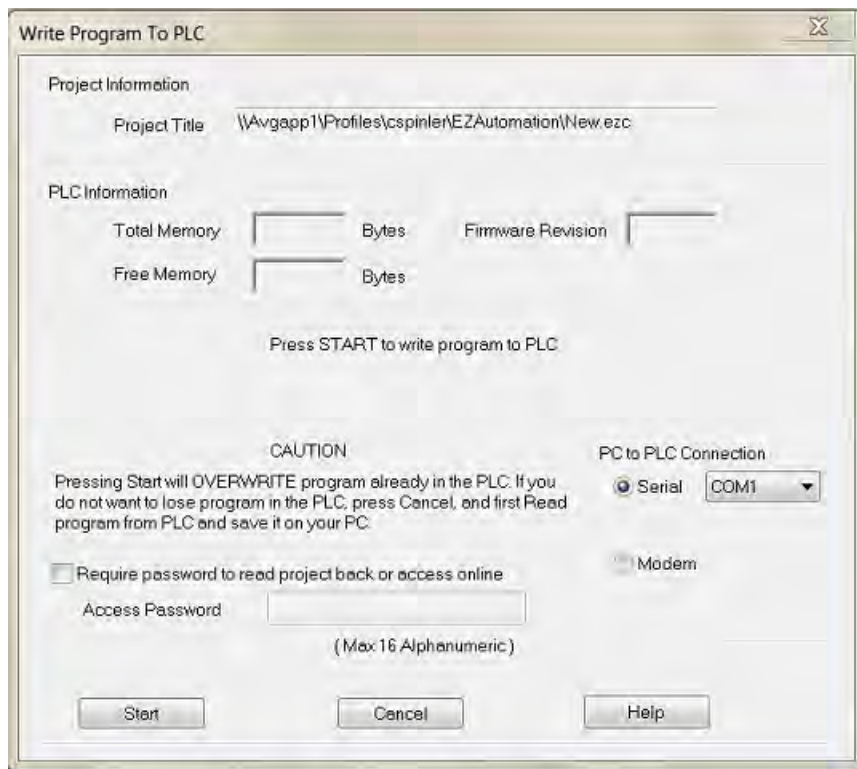 Write Program To PLC
Project Information
Project Title \\Avgapp1\Profiles\cspinler\EZAutomation\New.ezc
PLC Information
Total Memory Bytes Firmware Revision
Free Memory Bytes
Press START to write program to PLC
CAUTION
Pressing Start will OVERWRITE program already in the PLC. If you
do not want to lose program in the PLC, press Cancel, and first Read
program from PLC and save it on your PC.
PC to PLC Connection
Serial COM1
Modem
Require password to read project back or access online
Access Password
( Max 16 Alphanumeric )
Start Cancel Help